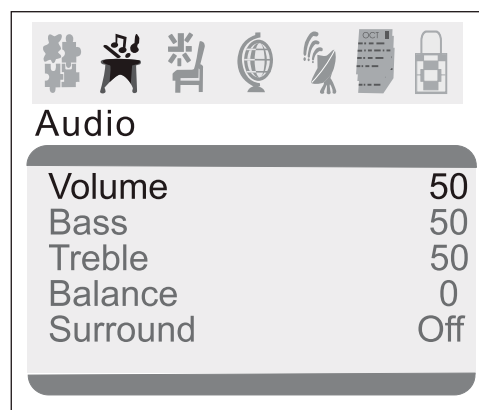 OCT
Audio
Volume 50
Bass 50
Treble 50
Balance 0
Surround Off